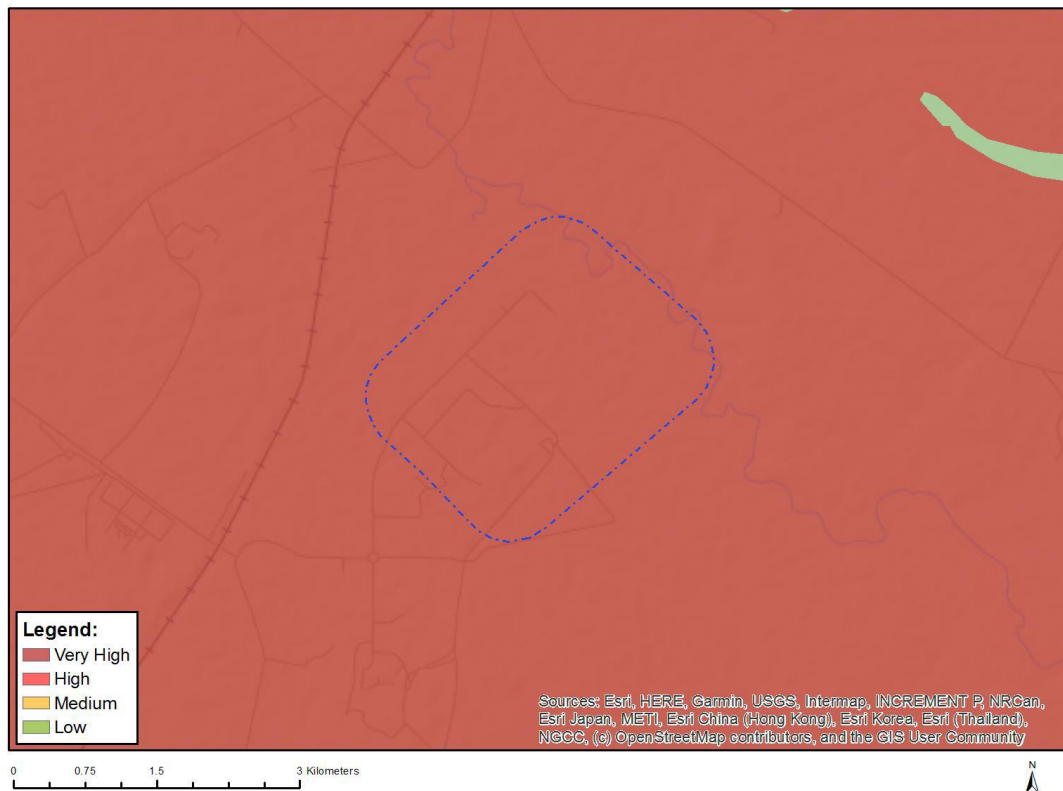 Legend:
Very High
High
Medium
Low
Sources: Esri, HERE, Garmin, USGS, Intermap, INCREMENT P, NRCan,
Esri Japan, METI, Esri China (Hong Kong), Esri Korea, Esri (Thailand),
NGCC, (c) OpenStreetMap contributors, and the GIS User Community
0 0.75 1.5 3 Kilometers
N